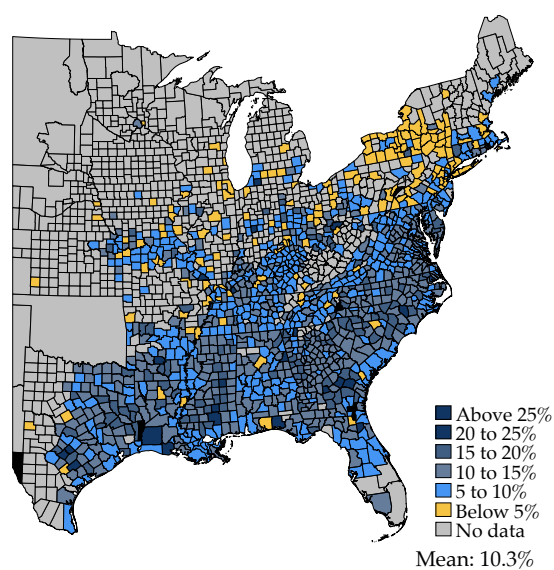 Above 25%
20 to 25%
15 to 20%
10 to 15%
5 to 10%
Below 5%
No data
Mean: 10.3%